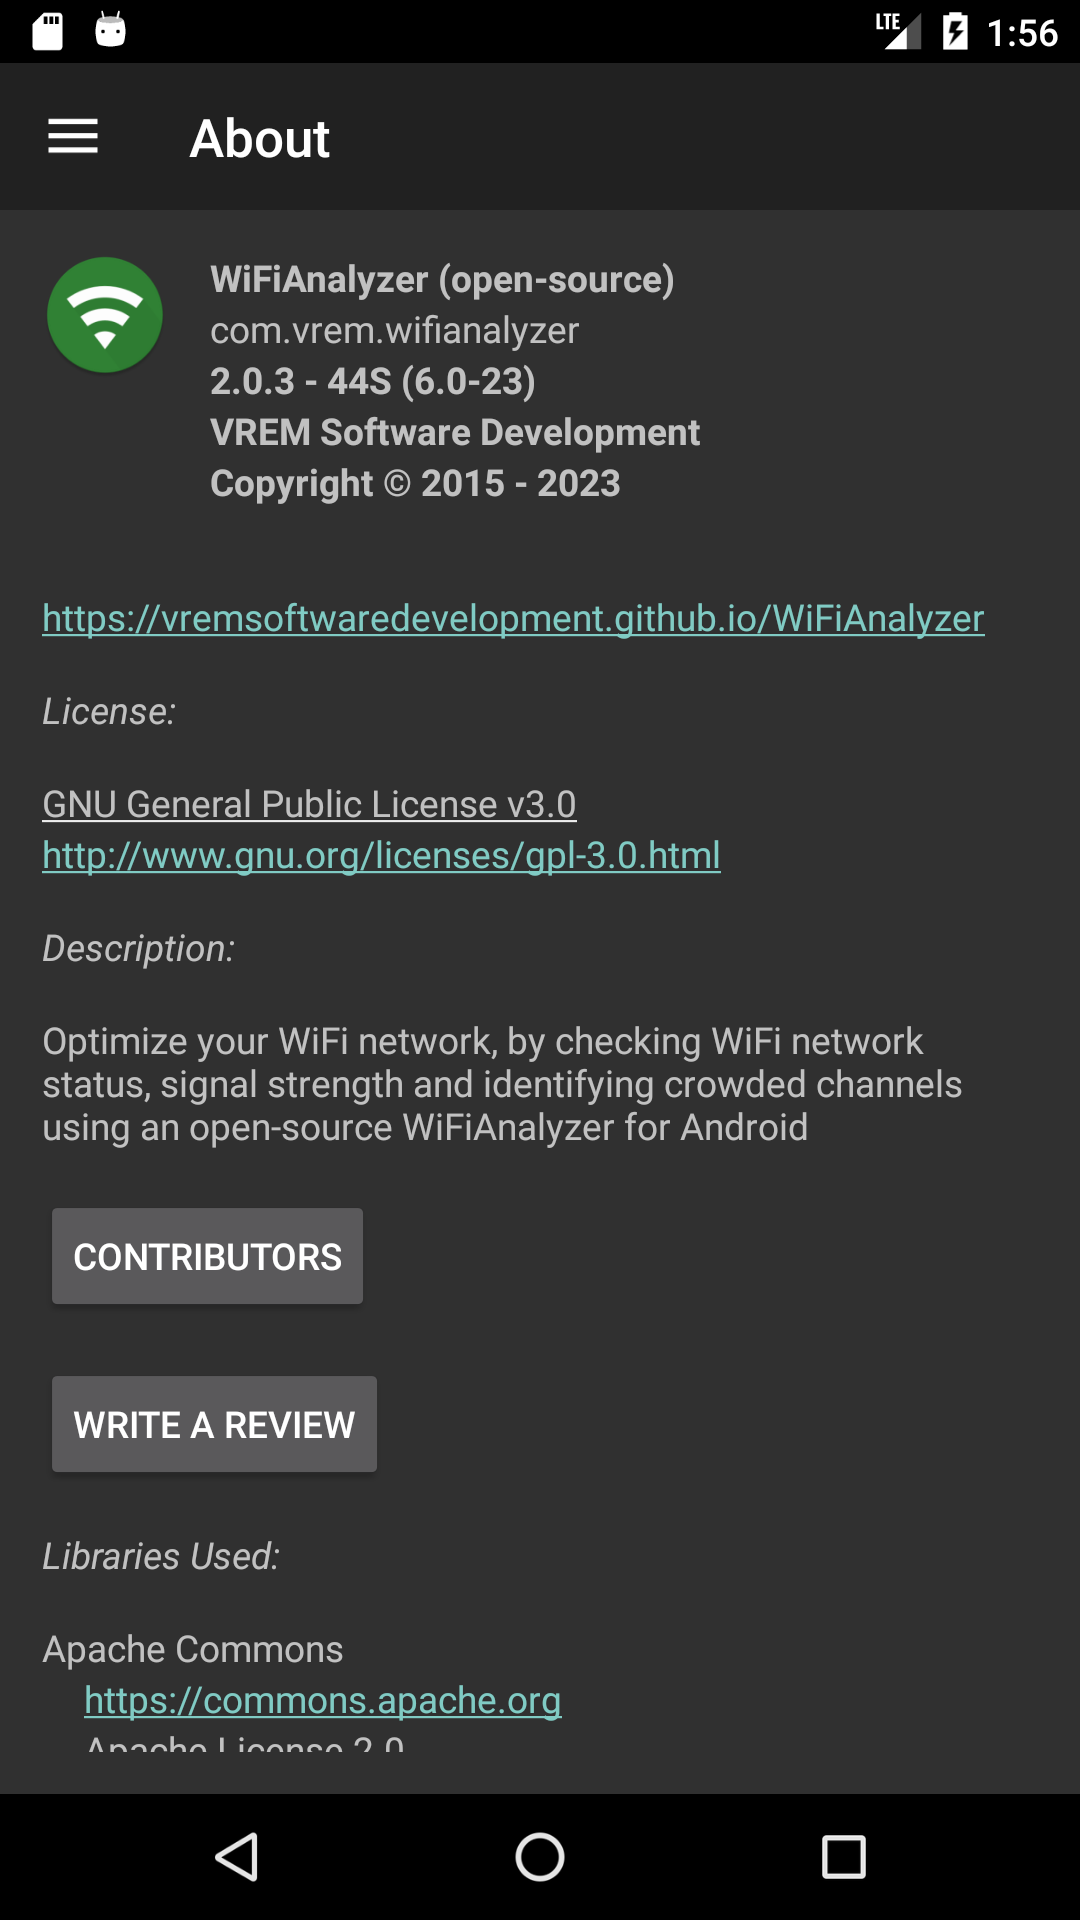 LTE 1:56
About
WiFiAnalyzer (open-source)
com.vrem.wifianalyzer
2.0.3 - 44S (6.0-23)
VREM Software Development
Copyright © 2015 - 2023
https://vremsoftwaredevelopment.github.io/WiFiAnalyzer
License:
GNU General Public License v3.0
http://www.gnu.org/licenses/gpl-3.0.html
Description:
Optimize your WiFi network, by checking WiFi network
status, signal strength and identifying crowded channels
using an open-source WiFiAnalyzer for Android
CONTRIBUTORS
WRITE A REVIEW
Libraries Used:
Apache Commons
https://commons.apache.org
Apache License 2.0